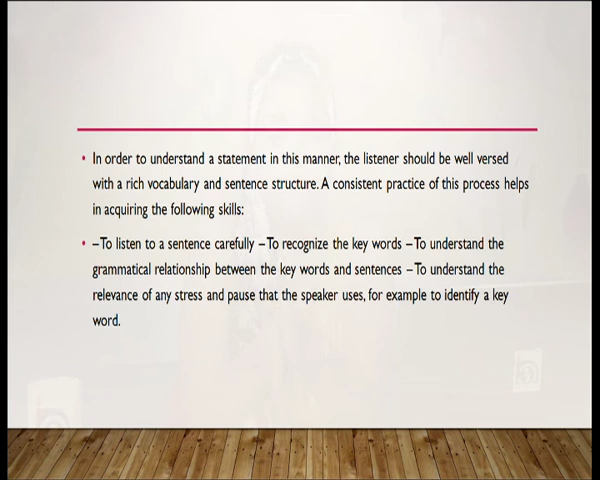 • In order to understand a statement in this manner, the listener should be well versed
with a rich vocabulary and sentence structure. A consistent practice of this process helps
in acquiring the following skills:
• –To listen to a sentence carefully –To recognize the key words –To understand the
grammatical relationship between the key words and sentences –To understand the
relevance of any stress and pause that the speaker uses, for example to identify a key
word.